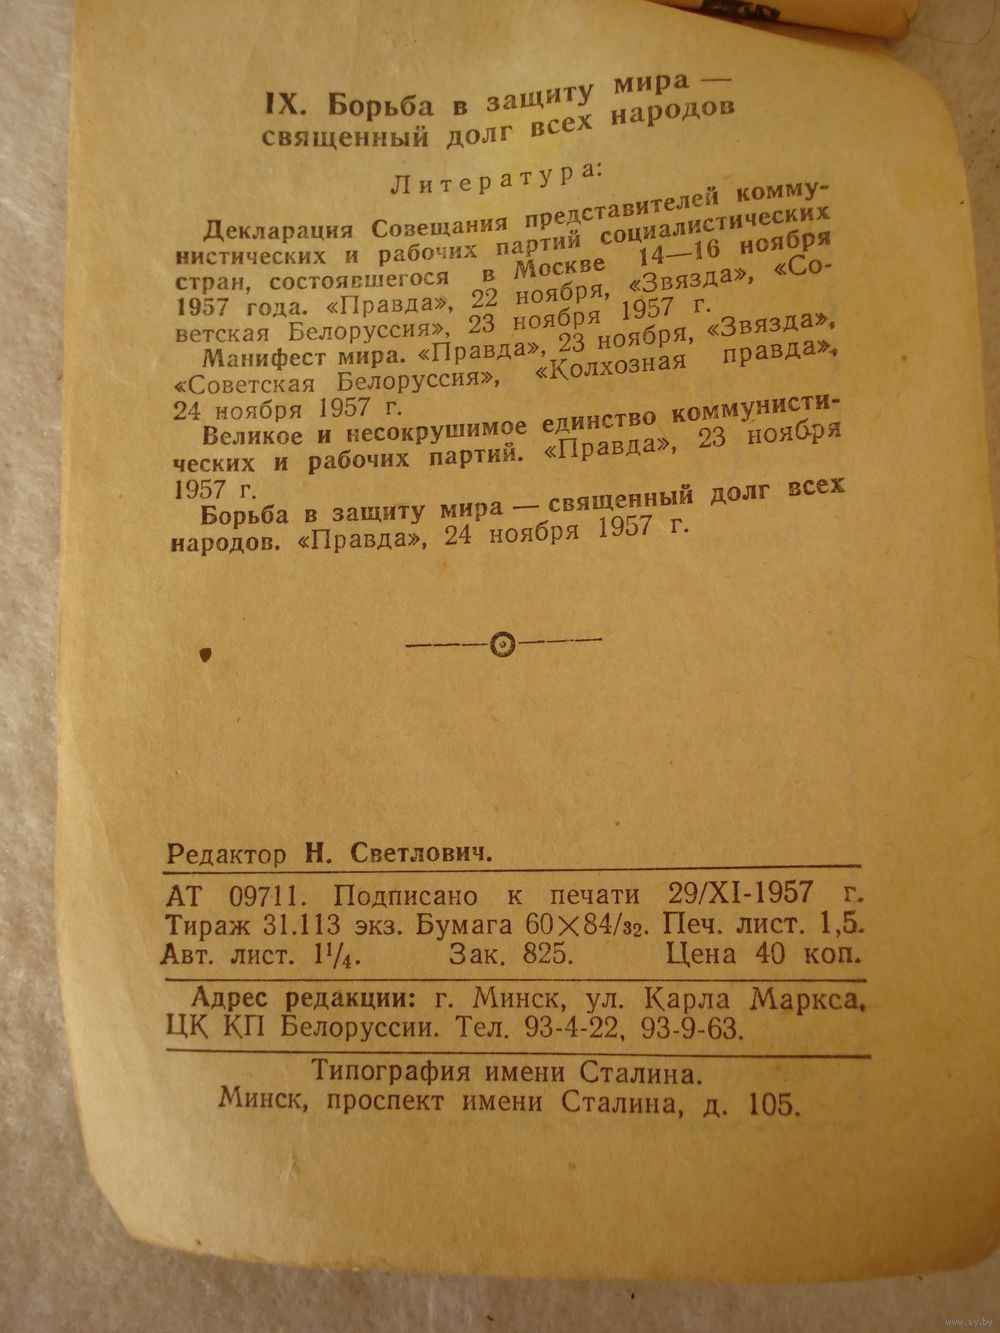 IX. Борьба в защиту мира —
священный долг всех народов
Литература:
Декларация Совещания представителей комму-
нистических и рабочих партий социалистических
стран, состоявшегося в Москве 14—16 ноября
1957 года. «Правда», 22 ноября, «Звязда», «Со-
ветская Белоруссия», 23 ноября 1957 г.
Манифест мира. «Правда», 23 ноября, «Звязда»,
«Советская Белоруссия», «Колхозная правда»,
24 ноября 1957 г.
Великое и несокрушимое единство коммунисти-
ческих и рабочих партий. «Правда», 23 ноября
1957 г.
Борьба в защиту мира — священный долг всех
народов. «Правда», 24 ноября 1957 г.
Редактор Н. Светлович.
АТ 09711. Подписано к печати 29/XI-1957 г.
Тираж 31.113 экз. Бумага 60×84/32. Печ. лист. 1,5.
Авт. лист. 1¼. Зак. 825. Цена 40 коп.
Адрес редакции: г. Минск, ул. Карла Маркса,
ЦК КП Белоруссии. Тел. 93-4-22, 93-9-63.
Типография имени Сталина.
Минск, проспект имени Сталина, д. 105.
www.ay.by